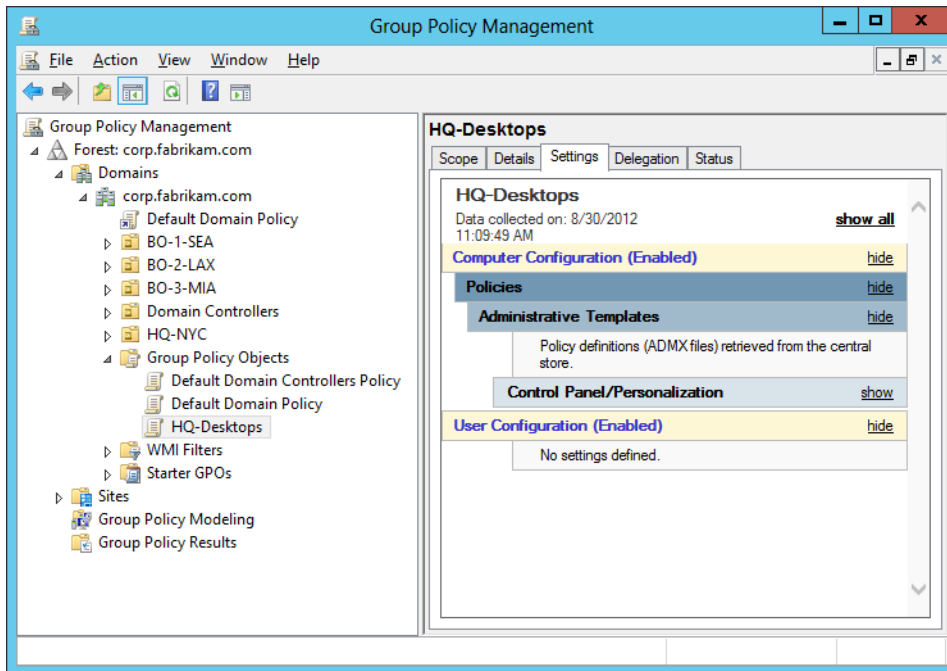 Group Policy Management
File Action View Window Help
Group Policy Management
Forest: corp.fabrikam.com
Domains
corp.fabrikam.com
Default Domain Policy
BO-1-SEA
BO-2-LAX
BO-3-MIA
Domain Controllers
HQ-NYC
Group Policy Objects
Default Domain Controllers Policy
Default Domain Policy
HQ-Desktops
WMI Filters
Starter GPOs
Sites
Group Policy Modeling
Group Policy Results
HQ-Desktops
Scope Details Settings Delegation Status
HQ-Desktops
Data collected on: 8/30/2012
11:09:49 AM
show all
Computer Configuration (Enabled) hide
Policies hide
Administrative Templates hide
Policy definitions (ADMX files) retrieved from the central
store.
Control Panel/Personalization show
User Configuration (Enabled) hide
No settings defined.